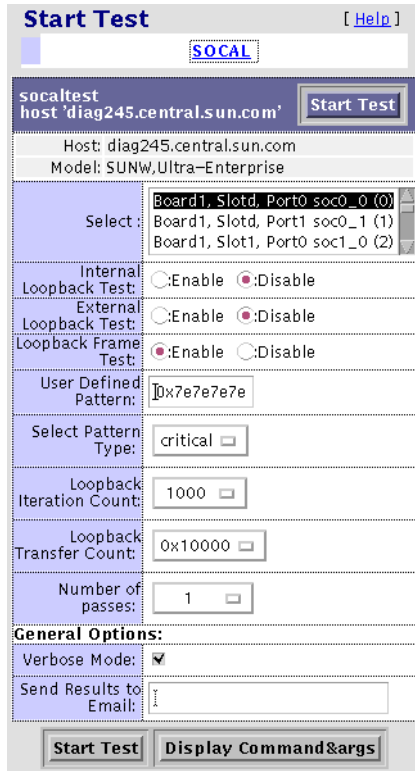 Start Test [ Help ]
SOCAL
socaltest
host 'diag245.central.sun.com' Start Test
Host: diag245.central.sun.com
Model: SUNW,Ultra-Enterprise
Select :
Board1, Slotd, Port0 soc0_0 (0)
Board1, Slotd, Port1 soc0_1 (1)
Board1, Slot1, Port0 soc1_0 (2)
Internal
Loopback Test: :Enable :Disable
External
Loopback Test: :Enable :Disable
Loopback Frame
Test: :Enable :Disable
User Defined
Pattern: 0x7e7e7e7e
Select Pattern
Type: critical
Loopback
Iteration Count: 1000
Loopback
Transfer Count: 0x10000
Number of
passes: 1
General Options:
Verbose Mode:
Send Results to
Email:
Start Test Display Command&args